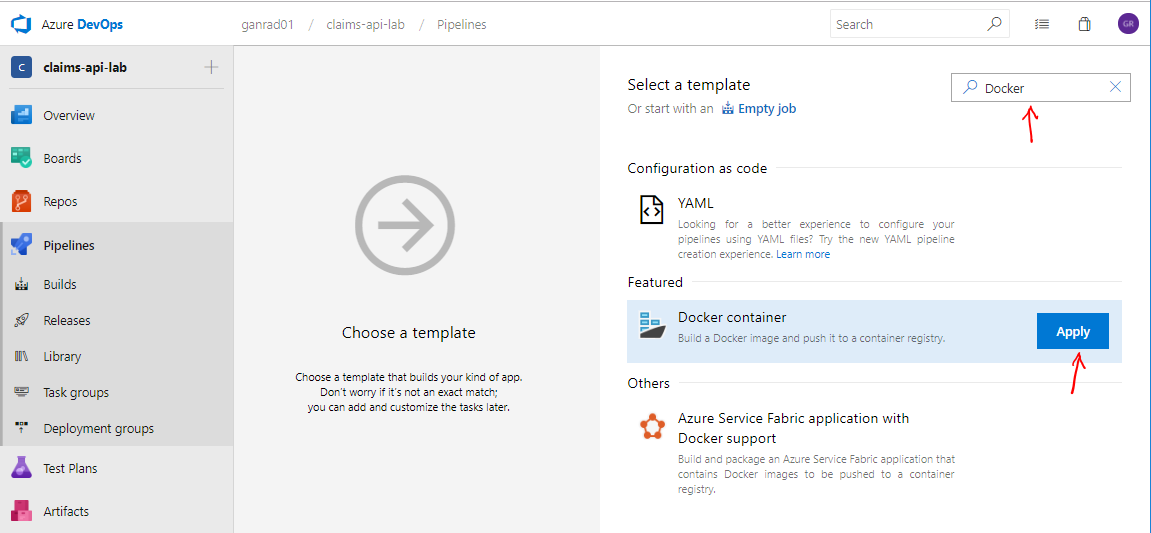 Azure DevOps
ganrad01 / claims-api-lab / Pipelines
Search
GR
C claims-api-lab
Overview
Boards
Repos
Pipelines
Builds
Releases
Library
Task groups
Deployment groups
Test Plans
Artifacts
Choose a template
Choose a template that builds your kind of app.
Don't worry if it's not an exact match;
you can add and customize the tasks later.
Select a template
Docker
Or start with an Empty job
Configuration as code
YAML
Looking for a better experience to configure your
pipelines using YAML files? Try the new YAML pipeline
creation experience. Learn more
Featured
Docker container
Build a Docker image and push it to a container registry.
Apply
Others
Azure Service Fabric application with
Docker support
Build and package an Azure Service Fabric application that
contains Docker images to be pushed to a container
registry.